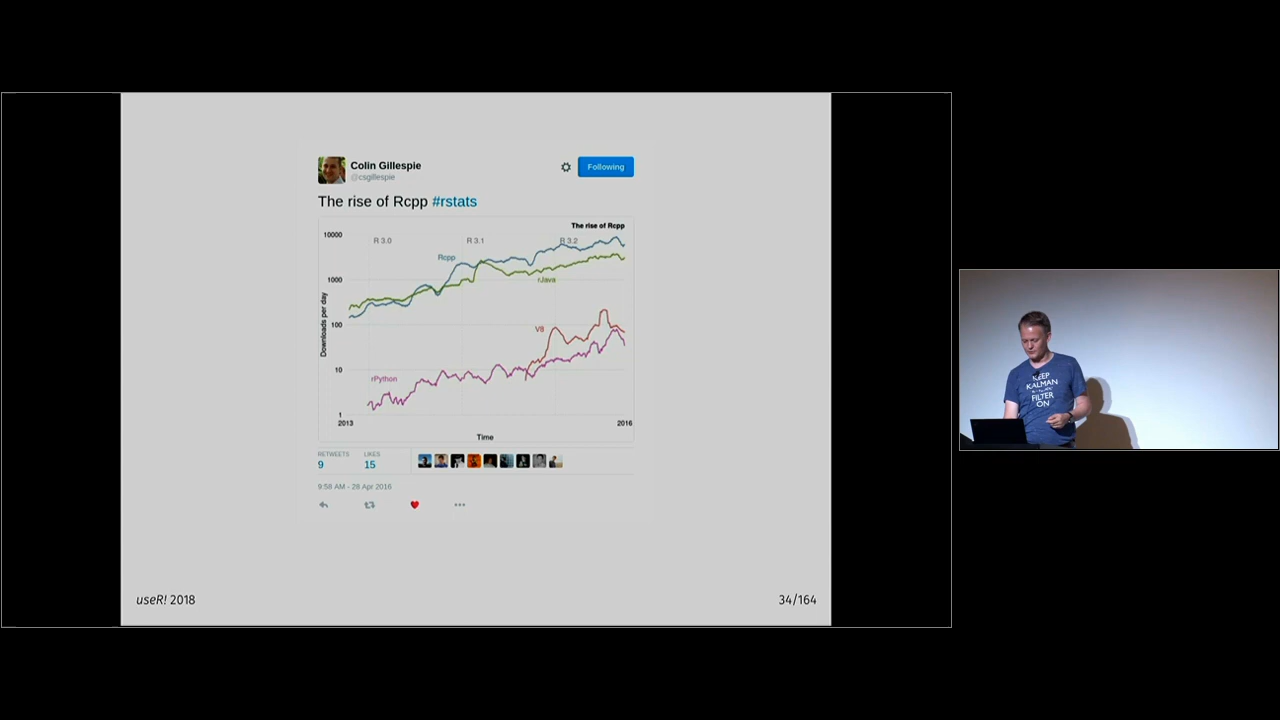 Colin Gillespie
@csgillespie
Following
The rise of Rcpp #rstats
The rise of Rcpp
10000
1000
100
10
1
Downloads per day
R 3.0
R 3.1
R 3.2
Rcpp
rJava
V8
rPython
2013
2016
Time
RETWEETS
LIKES
9
15
9:58 AM - 28 Apr 2016
useR! 2018
34/164
KEEP
KALMAN
FILTER
ON